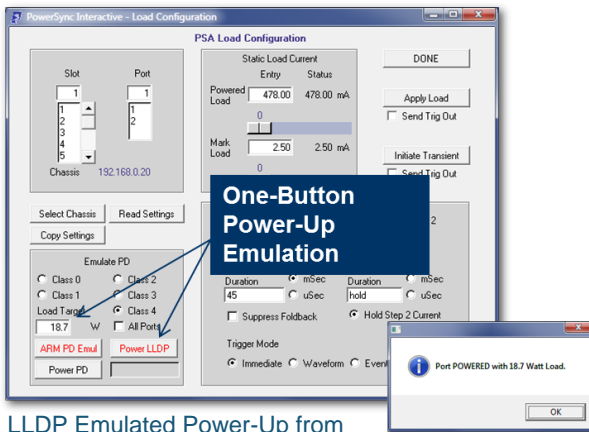 PowerSync Interactive - Load Configuration
PSA Load Configuration
Slot
Port
1
1
1
2
3
4
5
1
2
Chassis 192.168.0.20
Static Load Current
Entry Status
Powered Load 478.00 478.00 mA
0
Mark Load 2.50 2.50 mA
0
DONE
Apply Load
Send Trig Out
Initiate Transient
Send Trig Out
Select Chassis
Read Settings
Copy Settings
One-Button
Power-Up
Emulation
2
Emulate PD
Class 0
Class 2
Class 1
Class 3
Load Target
Class 4
18.7 W
All Ports
ARM PD Emul
Power LLDP
Power PD
Duration
mSec
Duration
mSec
45
uSec
hold
uSec
Suppress Foldback
Hold Step 2 Current
Trigger Mode
Immediate
Waveform
Event
Port POWERED with 18.7 Watt Load.
OK
LLDP Emulated Power-Up from